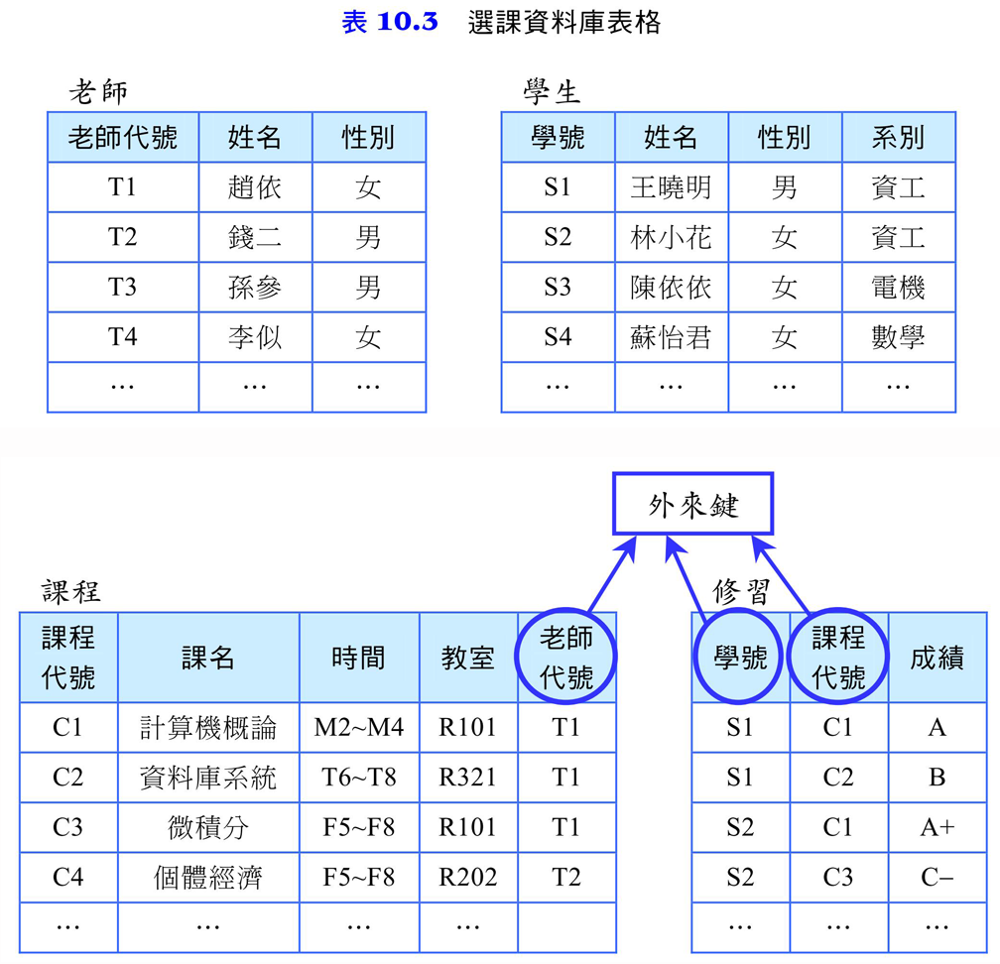 表 10.3 選課資料庫表格
老師
老師代號 姓名 性別
T1 趙依 女
T2 錢二 男
T3 孫參 男
T4 李似 女
… … …
學生
學號 姓名 性別 系別
S1 王曉明 男 資工
S2 林小花 女 資工
S3 陳依依 女 電機
S4 蘇怡君 女 數學
… … … …
外來鍵
課程
課程代號 課名 時間 教室 老師代號
C1 計算機概論 M2~M4 R101 T1
C2 資料庫系統 T6~T8 R321 T1
C3 微積分 F5~F8 R101 T1
C4 個體經濟 F5~F8 R202 T2
… … … …
修習
學號 課程代號 成績
S1 C1 A
S1 C2 B
S2 C1 A+
S2 C3 C−
… … …